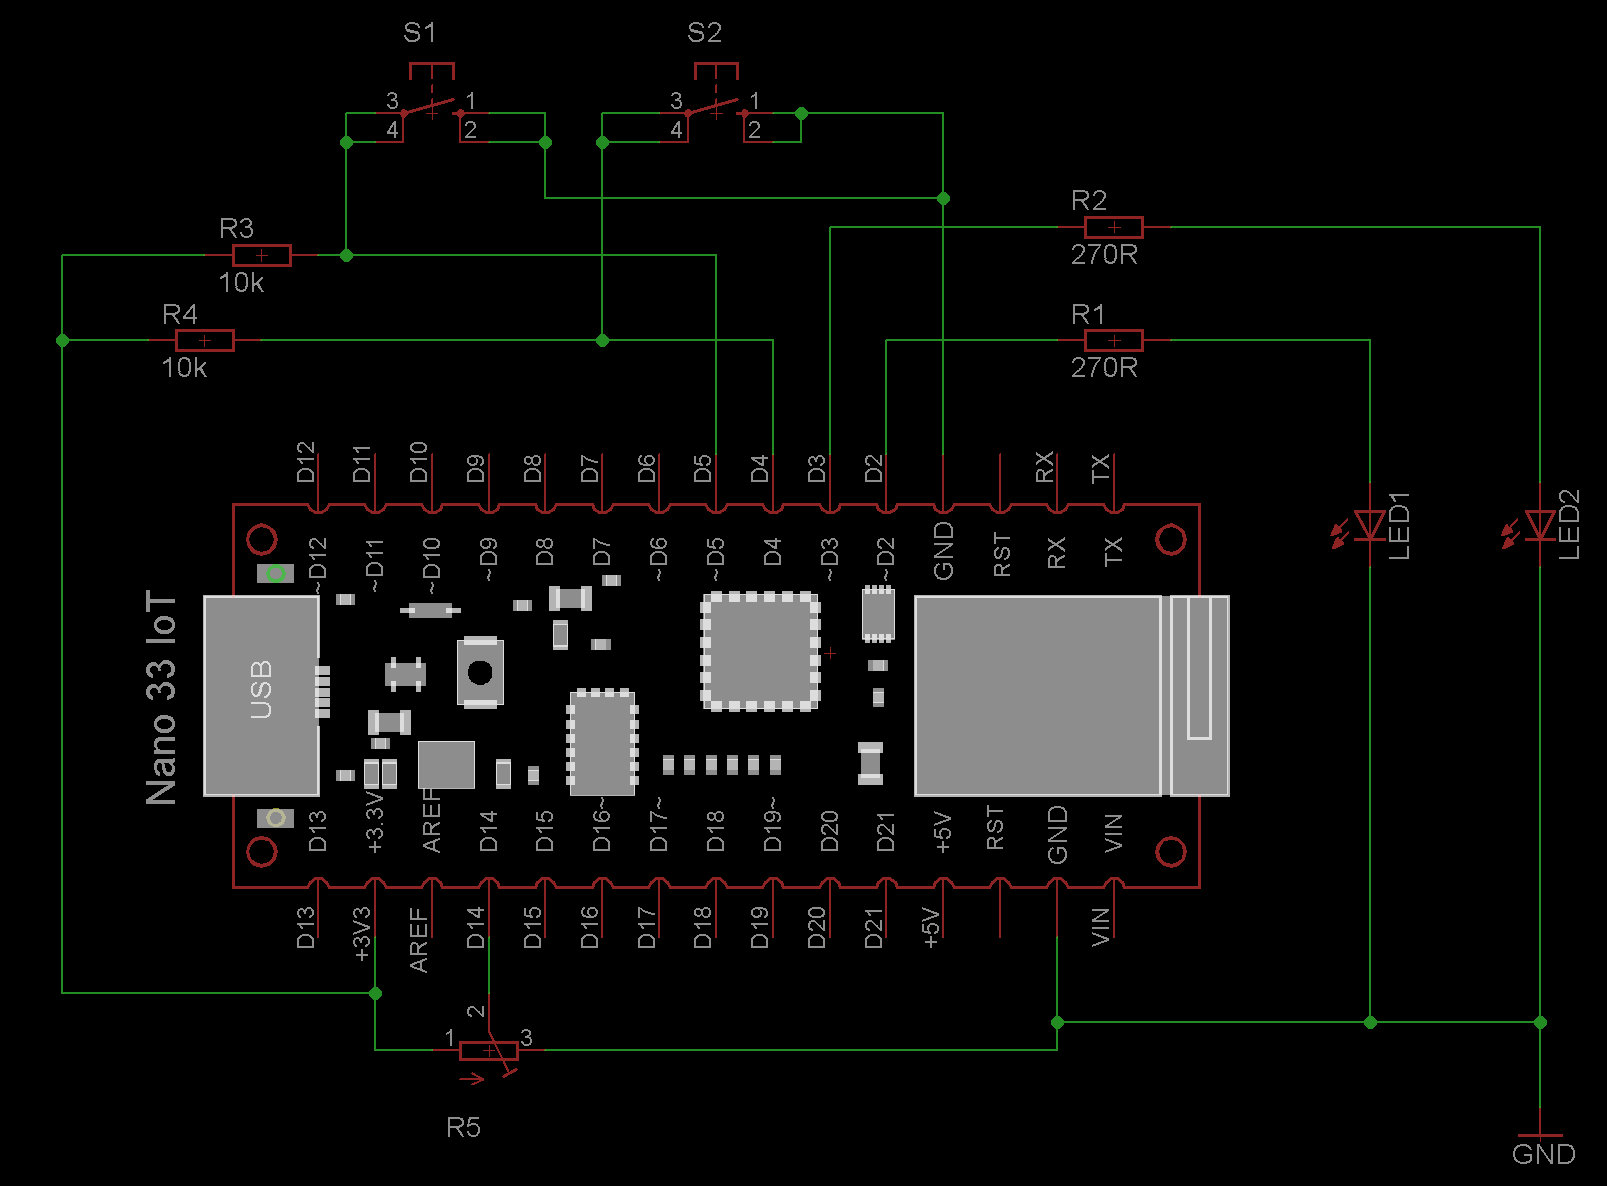 S1
S2
3
1
4
2
3
1
4
2
R2
270R
R3
10k
R4
10k
R1
270R
D12
D11
D10
D9
D8
D7
D6
D5
D4
D3
D2
RX
TX
LED1
LED2
~D12
~D11
~D10
~D9
D8
D7
~D6
~D5
D4
~D3
~D2
GND
RST
RX
TX
Nano 33 IoT
USB
D13
+3.3V
AREF
D14
D15
D16~
D17~
D18
D19~
D20
D21
+5V
RST
GND
VIN
D13
+3V3
AREF
D14
D15
D16
D17
D18
D19
D20
D21
+5V
VIN
2
1
3
R5
GND